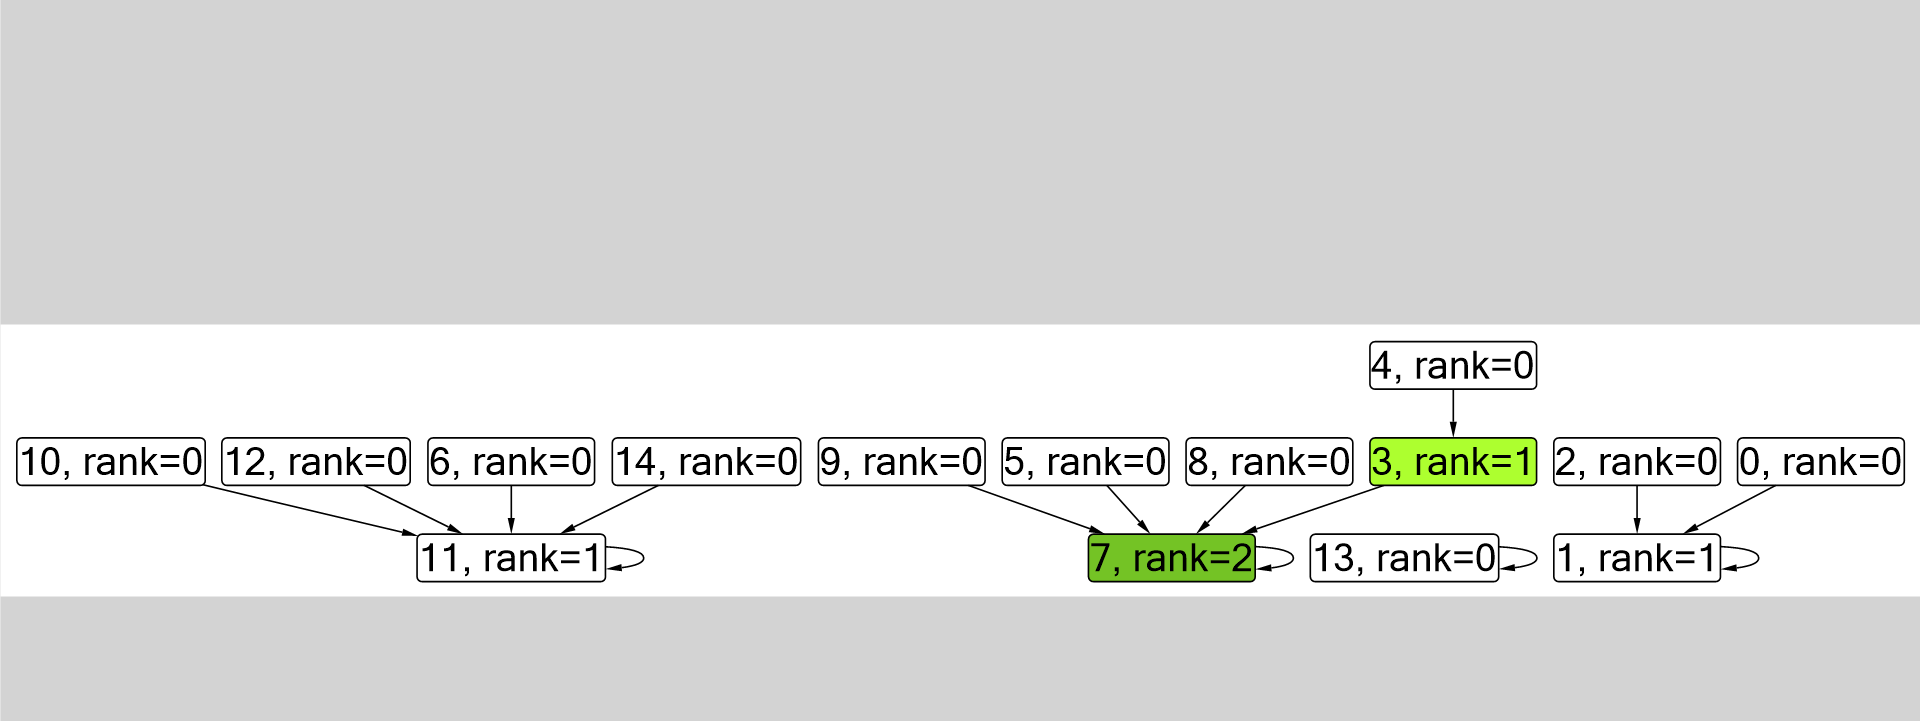 4, rank=0
10, rank=0
12, rank=0
6, rank=0
14, rank=0
9, rank=0
5, rank=0
8, rank=0
3, rank=1
2, rank=0
0, rank=0
11, rank=1
7, rank=2
13, rank=0
1, rank=1